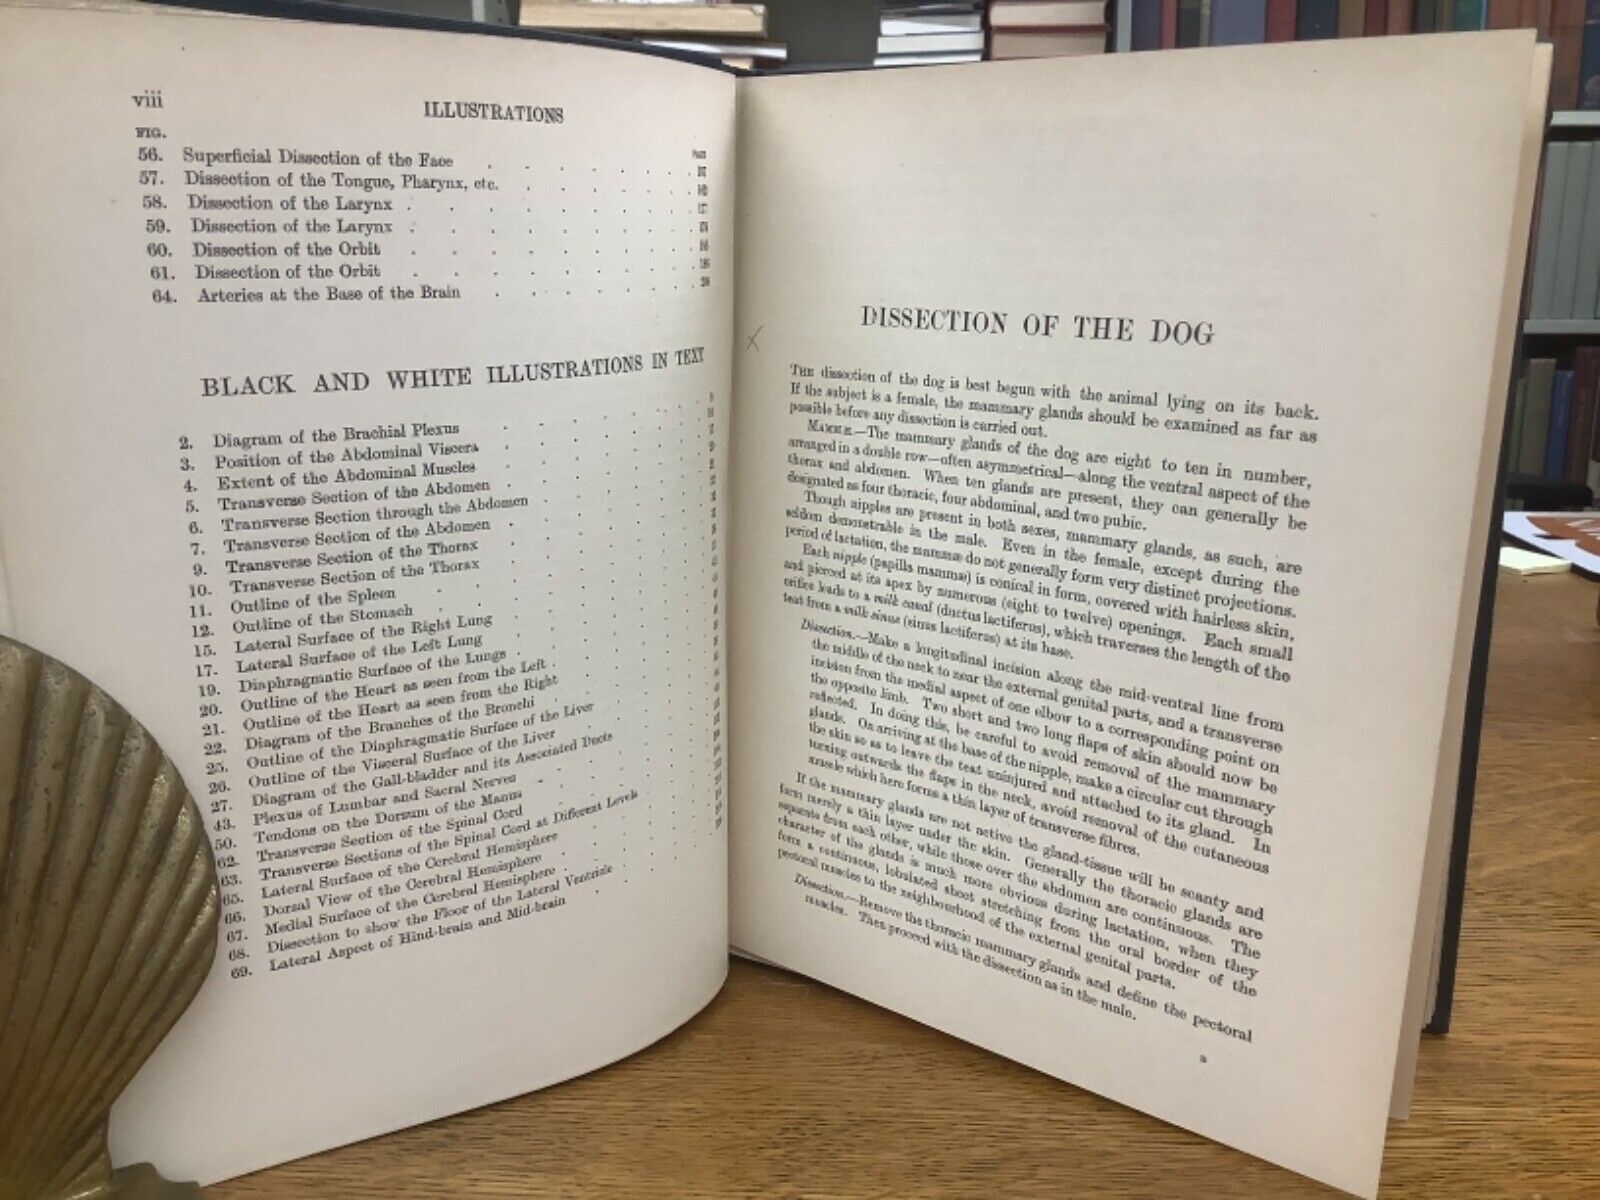 viii
ILLUSTRATIONS
FIG.
PAGE
56. Superficial Dissection of the Face
57. Dissection of the Tongue, Pharynx, etc.
58. Dissection of the Larynx
59. Dissection of the Larynx
60. Dissection of the Orbit
61. Dissection of the Orbit
64. Arteries at the Base of the Brain
BLACK AND WHITE ILLUSTRATIONS IN TEXT
2. Diagram of the Brachial Plexus
3. Position of the Abdominal Viscera
4. Extent of the Abdominal Muscles
5. Transverse Section of the Abdomen
6. Transverse Section through the Abdomen
7. Transverse Section of the Abdomen
9. Transverse Section of the Thorax
10. Transverse Section of the Thorax
11. Outline of the Spleen
12. Outline of the Stomach
15. Lateral Surface of the Right Lung
17. Lateral Surface of the Left Lung
19. Diaphragmatic Surface of the Lungs
20. Outline of the Heart as seen from the Left
21. Outline of the Heart as seen from the Right
22. Diagram of the Branches of the Bronchi
25. Outline of the Diaphragmatic Surface of the Liver
26. Outline of the Visceral Surface of the Liver
27. Diagram of the Gall-bladder and its Associated Ducts
43. Plexus of Lumbar and Sacral Nerves
50. Tendons on the Dorsum of the Manus
62. Transverse Section of the Spinal Cord
63. Transverse Sections of the Spinal Cord at Different Levels
65. Lateral Surface of the Cerebral Hemisphere
66. Dorsal View of the Cerebral Hemisphere
67. Medial Surface of the Cerebral Hemisphere
68. Dissection to show the Floor of the Lateral Ventricle
69. Lateral Aspect of Hind-brain and Mid-brain
DISSECTION OF THE DOG
THE dissection of the dog is best begun with the animal lying on its back.
If the subject is a female, the mammary glands should be examined as far as
possible before any dissection is carried out.
MAMMÆ.—The mammary glands of the dog are eight to ten in number,
arranged in a double row—often asymmetrical—along the ventral aspect of the
thorax and abdomen. When ten glands are present, they can generally be
designated as four thoracic, four abdominal, and two pubic.
Though nipples are present in both sexes, mammary glands, as such, are
seldom demonstrable in the male. Even in the female, except during the
period of lactation, the mammæ do not generally form very distinct projections.
Each nipple (papilla mammæ) is conical in form, covered with hairless skin,
and pierced at its apex by numerous (eight to twelve) openings. Each small
orifice leads to a milk canal (ductus lactiferus), which traverses the length of the
teat from a milk sinus (sinus lactiferus) at its base.
Dissection.—Make a longitudinal incision along the mid-ventral line from
the middle of the neck to near the external genital parts, and a transverse
incision from the medial aspect of one elbow to a corresponding point on
the opposite limb. Two short and two long flaps of skin should now be
reflected. In doing this, be careful to avoid removal of the mammary
glands. On arriving at the base of the nipple, make a circular cut through
the skin so as to leave the teat uninjured and attached to its gland. In
turning outwards the flaps in the neck, avoid removal of the cutaneous
muscle which here forms a thin layer of transverse fibres.
If the mammary glands are not active the gland-tissue will be scanty and
form merely a thin layer under the skin. Generally the thoracic glands are
separate from each other, while those over the abdomen are continuous. The
character of the glands is much more obvious during lactation, when they
form a continuous, lobulated sheet stretching from the oral border of the
pectoral muscles to the neighbourhood of the external genital parts.
Dissection.—Remove the thoracic mammary glands and define the pectoral
muscles. Then proceed with the dissection as in the male.